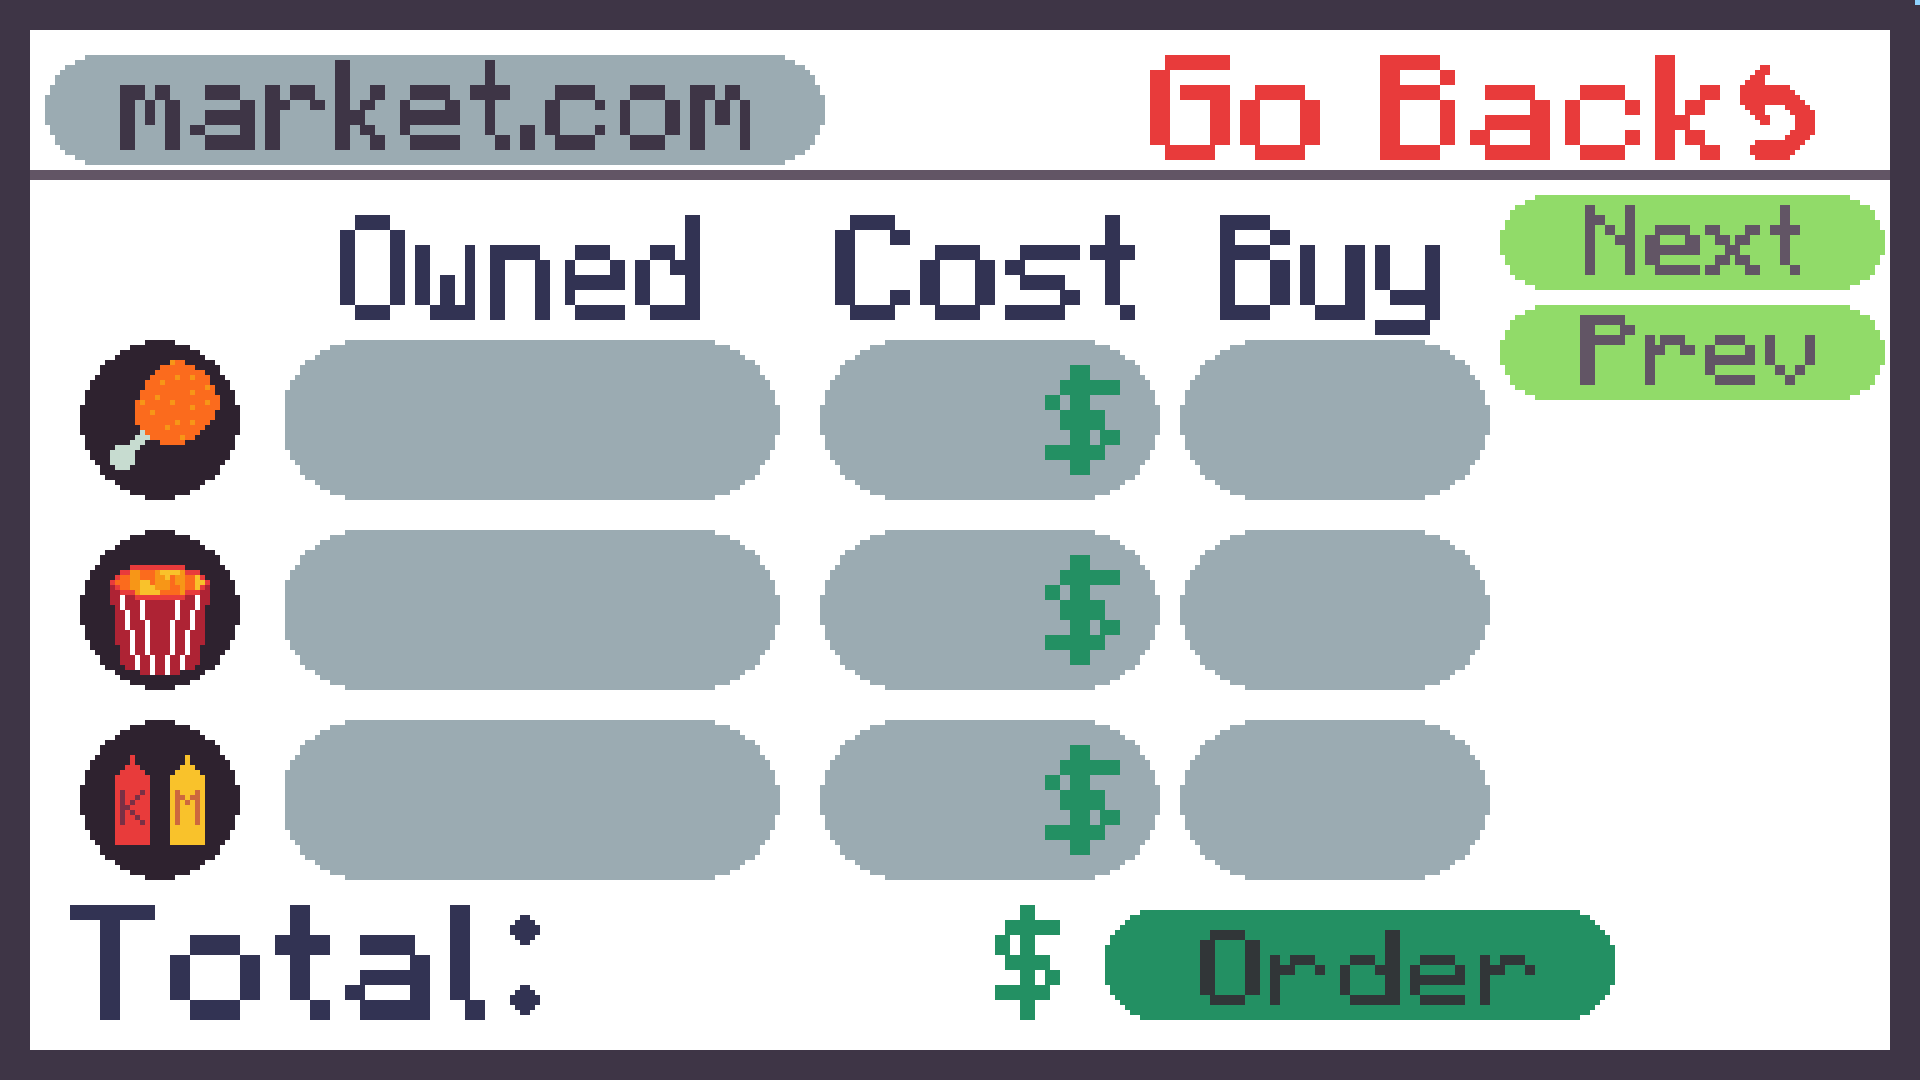 market.com
Go Back
Owned Cost Buy
Next
Prev
$
$
K M
$
Total: $ Order